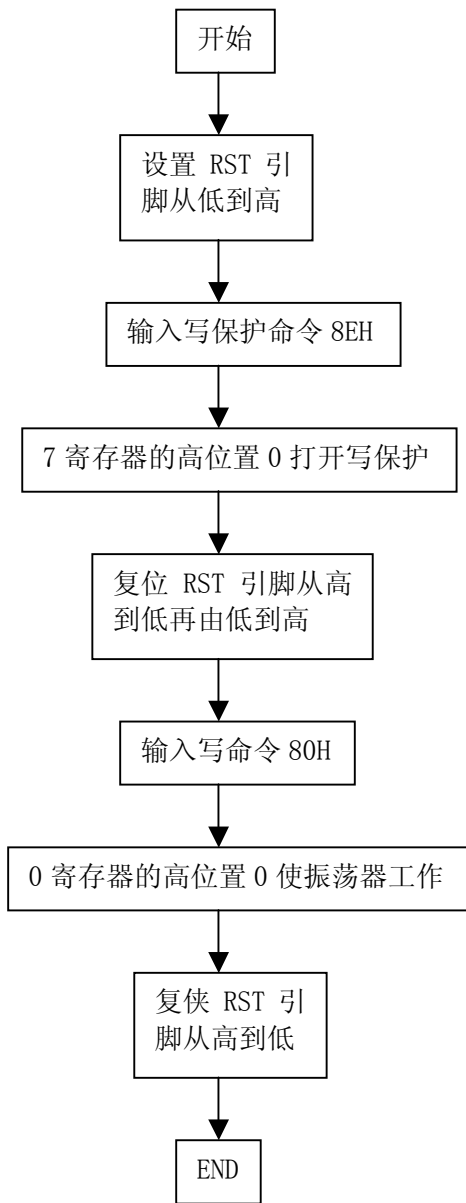 开始
设置 RST 引
脚从低到高
输入写保护命令 8EH
7 寄存器的高位置 0 打开写保护
复位 RST 引脚从高
到低再由低到高
输入写命令 80H
0 寄存器的高位置 0 使振荡器工作
复侠 RST 引
脚从高到低
END